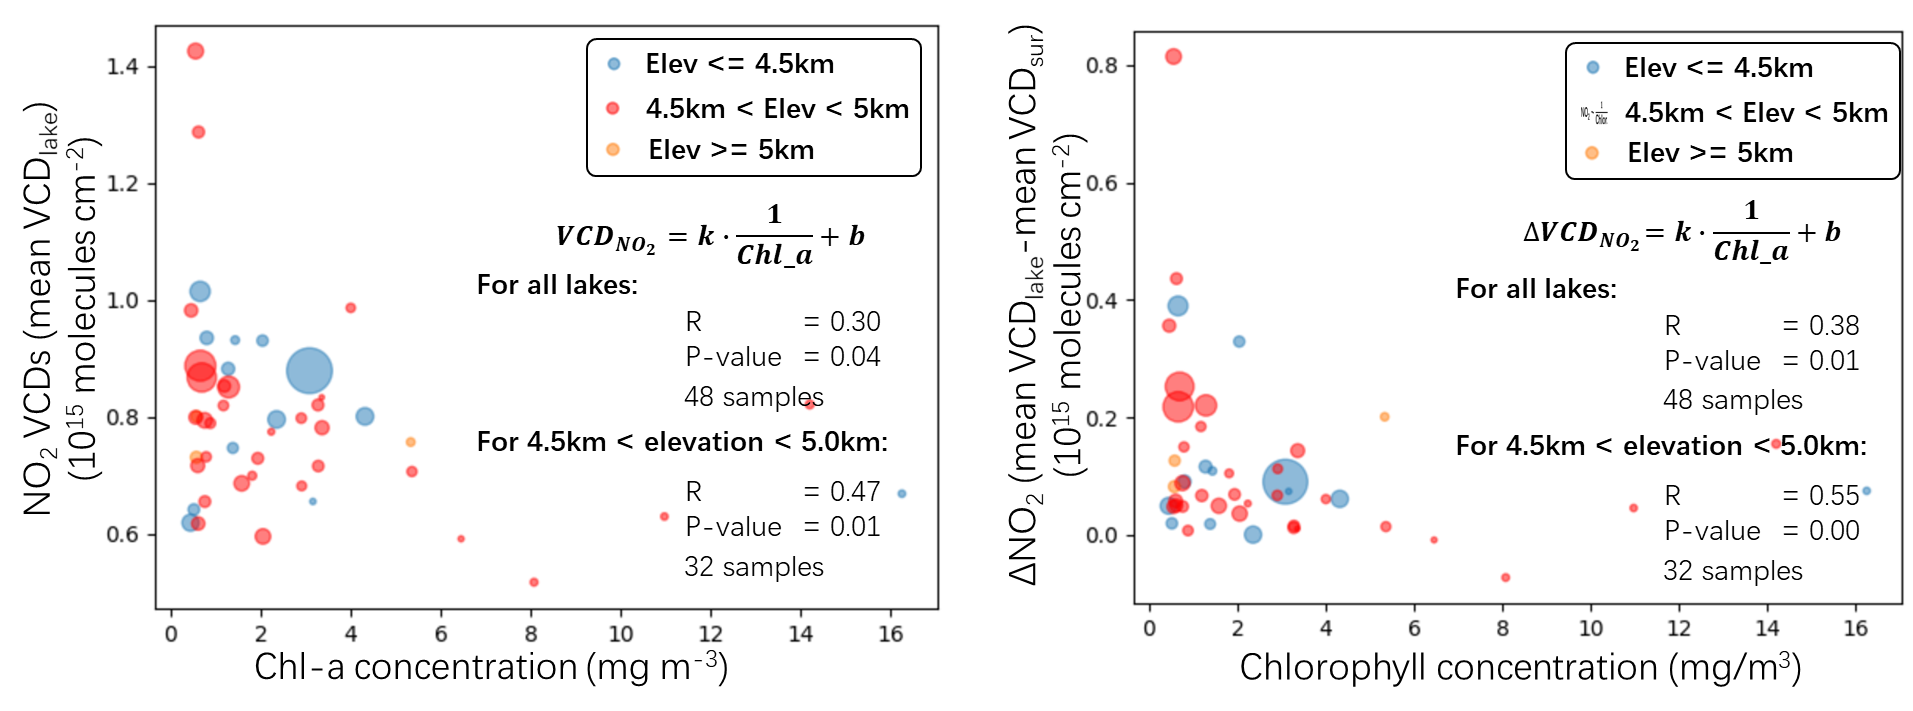 NO2 VCDs (mean VCDlake)
(10^15 molecules cm^-2)
1.4
1.2
1.0
0.8
0.6
0 2 4 6 8 10 12 14 16
Chl-a concentration (mg m^-3)
Elev <= 4.5km
4.5km < Elev < 5km
Elev >= 5km
VCD_NO2 = k · 1/Chl_a + b
For all lakes:
R = 0.30
P-value = 0.04
48 samples
For 4.5km < elevation < 5.0km:
R = 0.47
P-value = 0.01
32 samples
ΔNO2 (mean VCDlake-mean VCDsur)
(10^15 molecules cm^-2)
0.8
0.6
0.4
0.2
0.0
0 2 4 6 8 10 12 14 16
Chlorophyll concentration (mg/m^3)
Elev <= 4.5km
NO2 ~ 1/Chlor 4.5km < Elev < 5km
Elev >= 5km
ΔVCD_NO2 = k · 1/Chl_a + b
For all lakes:
R = 0.38
P-value = 0.01
48 samples
For 4.5km < elevation < 5.0km:
R = 0.55
P-value = 0.00
32 samples